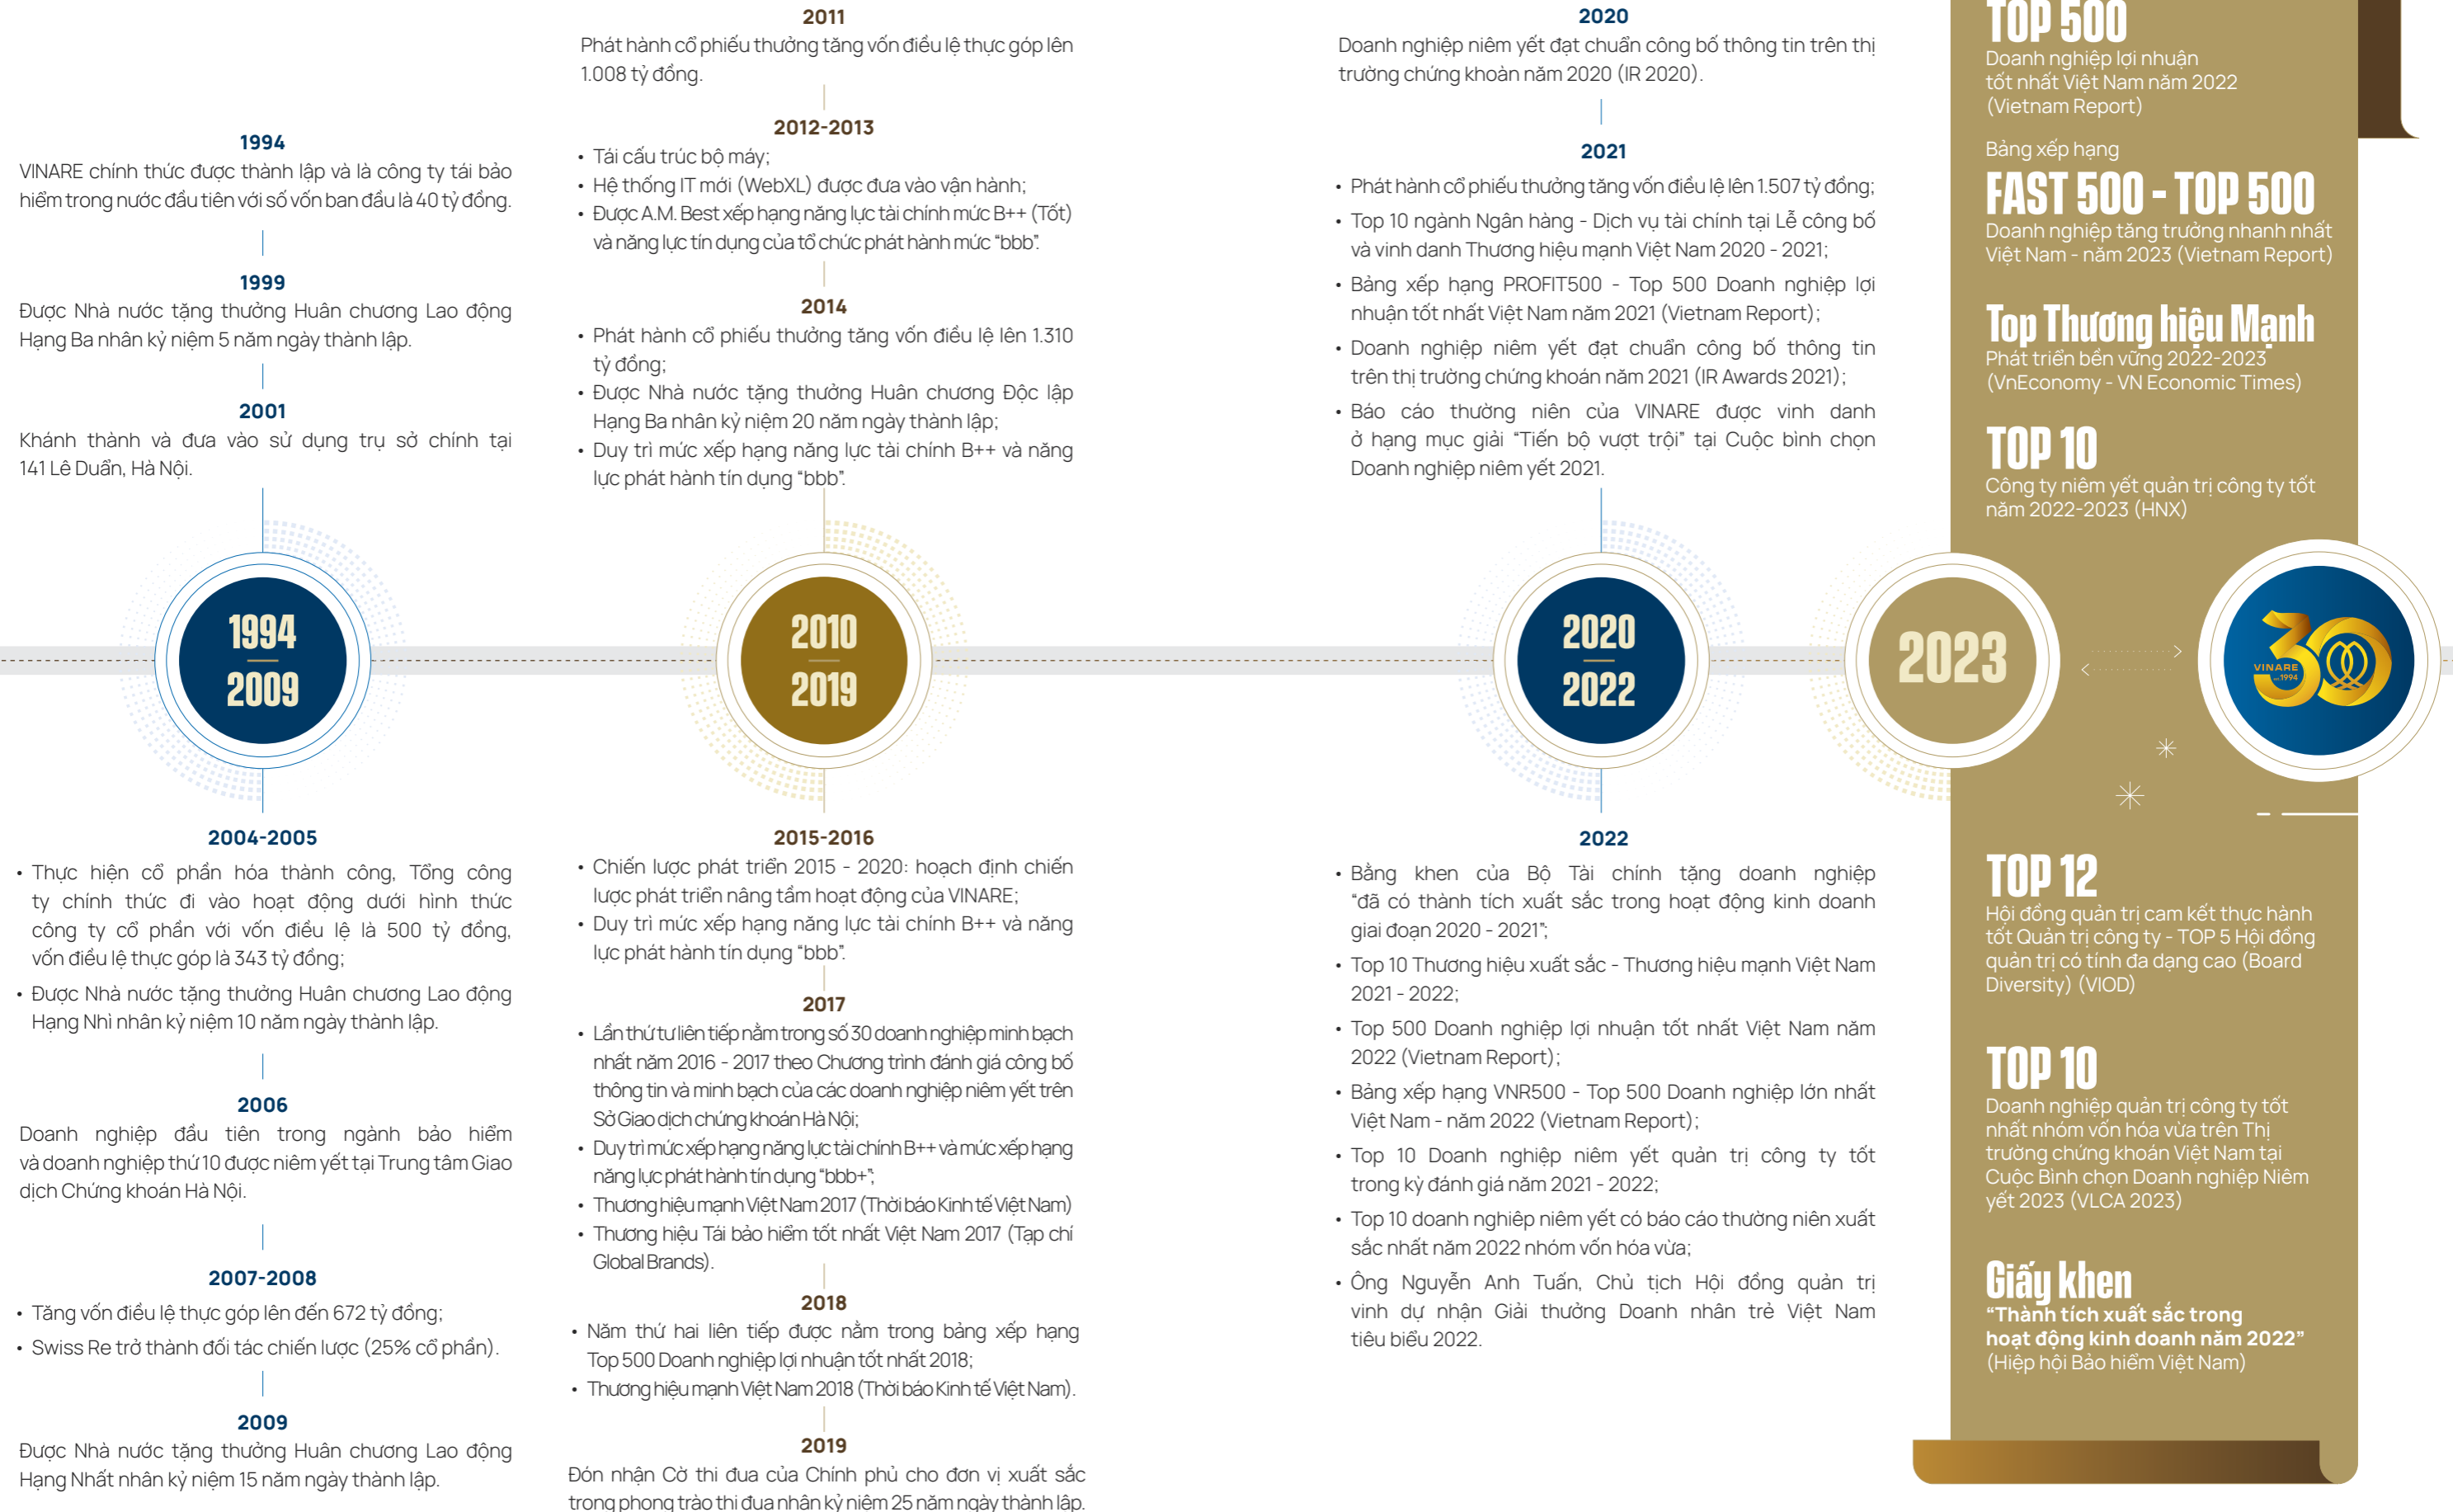 1994
VINARE chính thức được thành lập và là công ty tái bảo
hiểm trong nước đầu tiên với số vốn ban đầu là 40 tỷ đồng.
1999
Được Nhà nước tặng thưởng Huân chương Lao động
Hạng Ba nhân kỷ niệm 5 năm ngày thành lập.
2001
Khánh thành và đưa vào sử dụng trụ sở chính tại
141 Lê Duẩn, Hà Nội.
1994
2009
2004-2005
• Thực hiện cổ phần hóa thành công, Tổng công
ty chính thức đi vào hoạt động dưới hình thức
công ty cổ phần với vốn điều lệ là 500 tỷ đồng,
vốn điều lệ thực góp là 343 tỷ đồng;
• Được Nhà nước tặng thưởng Huân chương Lao động
Hạng Nhì nhân kỷ niệm 10 năm ngày thành lập.
2006
Doanh nghiệp đầu tiên trong ngành bảo hiểm
và doanh nghiệp thứ 10 được niêm yết tại Trung tâm Giao
dịch Chứng khoán Hà Nội.
2007-2008
• Tăng vốn điều lệ thực góp lên đến 672 tỷ đồng;
• Swiss Re trở thành đối tác chiến lược (25% cổ phần).
2009
Được Nhà nước tặng thưởng Huân chương Lao động
Hạng Nhất nhân kỷ niệm 15 năm ngày thành lập.
2011
Phát hành cổ phiếu thưởng tăng vốn điều lệ thực góp lên
1.008 tỷ đồng.
2012-2013
• Tái cấu trúc bộ máy;
• Hệ thống IT mới (WebXL) được đưa vào vận hành;
• Được A.M. Best xếp hạng năng lực tài chính mức B++ (Tốt)
và năng lực tín dụng của tổ chức phát hành mức “bbb”.
2014
• Phát hành cổ phiếu thưởng tăng vốn điều lệ lên 1.310
tỷ đồng;
• Được Nhà nước tặng thưởng Huân chương Độc lập
Hạng Ba nhân kỷ niệm 20 năm ngày thành lập;
• Duy trì mức xếp hạng năng lực tài chính B++ và năng
lực phát hành tín dụng “bbb”.
2010
2019
2015-2016
• Chiến lược phát triển 2015 - 2020: hoạch định chiến
lược phát triển nâng tầm hoạt động của VINARE;
• Duy trì mức xếp hạng năng lực tài chính B++ và năng
lực phát hành tín dụng “bbb”.
2017
• Lần thứ tư liên tiếp nằm trong số 30 doanh nghiệp minh bạch
nhất năm 2016 - 2017 theo Chương trình đánh giá công bố
thông tin và minh bạch của các doanh nghiệp niêm yết trên
Sở Giao dịch chứng khoán Hà Nội;
• Duy trì mức xếp hạng năng lực tài chính B++ và mức xếp hạng
năng lực phát hành tín dụng “bbb+”;
• Thương hiệu mạnh Việt Nam 2017 (Thời báo Kinh tế Việt Nam)
• Thương hiệu Tái bảo hiểm tốt nhất Việt Nam 2017 (Tạp chí
Global Brands).
2018
• Năm thứ hai liên tiếp được nằm trong bảng xếp hạng
Top 500 Doanh nghiệp lợi nhuận tốt nhất 2018;
• Thương hiệu mạnh Việt Nam 2018 (Thời báo Kinh tế Việt Nam).
2019
Đón nhận Cờ thi đua của Chính phủ cho đơn vị xuất sắc
trong phong trào thi đua nhân kỷ niệm 25 năm ngày thành lập.
2020
Doanh nghiệp niêm yết đạt chuẩn công bố thông tin trên thị
trường chứng khoàn năm 2020 (IR 2020).
2021
• Phát hành cổ phiếu thưởng tăng vốn điều lệ lên 1.507 tỷ đồng;
• Top 10 ngành Ngân hàng - Dịch vụ tài chính tại Lễ công bố
và vinh danh Thương hiệu mạnh Việt Nam 2020 - 2021;
• Bảng xếp hạng PROFIT500 - Top 500 Doanh nghiệp lợi
nhuận tốt nhất Việt Nam năm 2021 (Vietnam Report);
• Doanh nghiệp niêm yết đạt chuẩn công bố thông tin
trên thị trường chứng khoán năm 2021 (IR Awards 2021);
• Báo cáo thường niên của VINARE được vinh danh
ở hạng mục giải “Tiến bộ vượt trội” tại Cuộc bình chọn
Doanh nghiệp niêm yết 2021.
2020
2022
2022
• Bằng khen của Bộ Tài chính tặng doanh nghiệp
“đã có thành tích xuất sắc trong hoạt động kinh doanh
giai đoạn 2020 - 2021”;
• Top 10 Thương hiệu xuất sắc - Thương hiệu mạnh Việt Nam
2021 - 2022;
• Top 500 Doanh nghiệp lợi nhuận tốt nhất Việt Nam năm
2022 (Vietnam Report);
• Bảng xếp hạng VNR500 - Top 500 Doanh nghiệp lớn nhất
Việt Nam - năm 2022 (Vietnam Report);
• Top 10 Doanh nghiệp niêm yết quản trị công ty tốt
trong kỳ đánh giá năm 2021 - 2022;
• Top 10 doanh nghiêp niêm yết có báo cáo thường niên xuất
sắc nhất năm 2022 nhóm vốn hóa vừa;
• Ông Nguyễn Anh Tuấn, Chủ tịch Hội đồng quản trị
vinh dự nhận Giải thưởng Doanh nhân trẻ Việt Nam
tiêu biểu 2022.
TOP 500
Doanh nghiệp lợi nhuận
tốt nhất Việt Nam năm 2022
(Vietnam Report)
Bảng xếp hạng
FAST 500 - TOP 500
Doanh nghiệp tăng trưởng nhanh nhất
Việt Nam - năm 2023 (Vietnam Report)
Top Thương hiệu Mạnh
Phát triển bền vững 2022-2023
(VnEconomy - VN Economic Times)
TOP 10
Công ty niêm yết quản trị công ty tốt
năm 2022-2023 (HNX)
2023
30
VINARE
est.1994
TOP 12
Hội đồng quản trị cam kết thực hành
tốt Quản trị công ty - TOP 5 Hội đồng
quản trị có tính đa dạng cao (Board
Diversity) (VIOD)
TOP 10
Doanh nghiệp quản trị công ty tốt
nhất nhóm vốn hóa vừa trên Thị
trường chứng khoán Việt Nam tại
Cuộc Bình chọn Doanh nghiệp Niêm
yết 2023 (VLCA 2023)
Giấy khen
“Thành tích xuất sắc trong
hoạt động kinh doanh năm 2022”
(Hiệp hội Bảo hiểm Việt Nam)